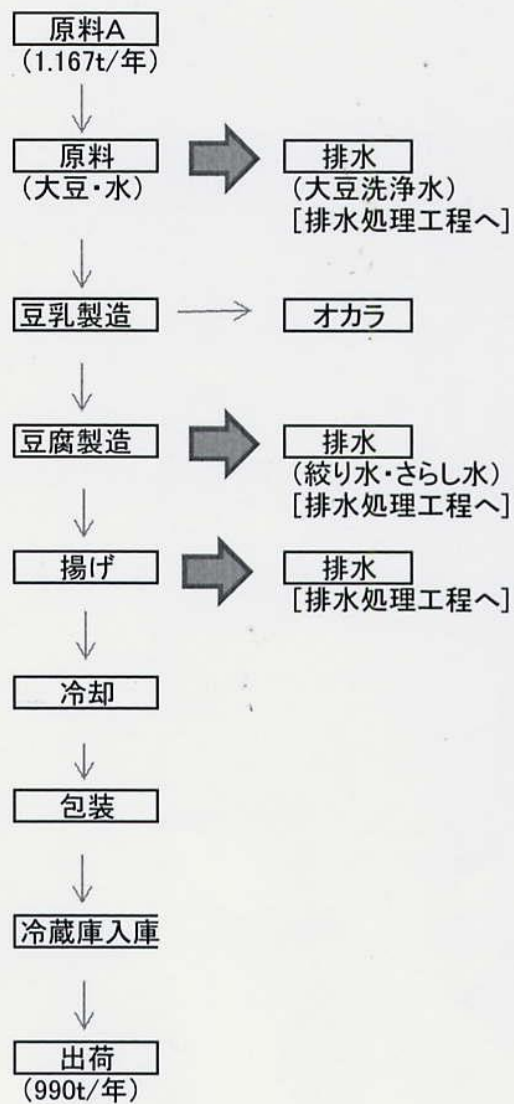 原料A
(1.167t/年)
原料
(大豆・水)
排水
(大豆洗浄水)
[排水処理工程へ]
豆乳製造
オカラ
豆腐製造
排水
(絞り水・さらし水)
[排水処理工程へ]
揚げ
排水
[排水処理工程へ]
冷却
包装
冷蔵庫入庫
出荷
(990t/年)